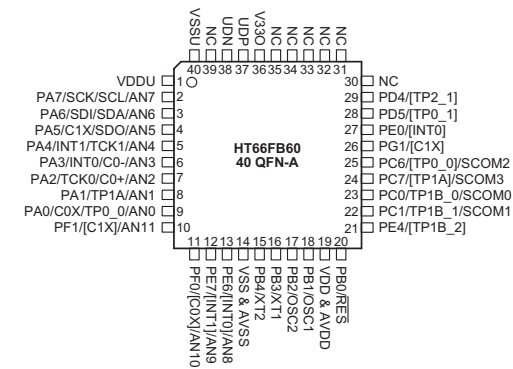 VSSU
NC
UDN
UDP
V33O
NC
NC
NC
NC
NC
40 39 38 37 36 35 34 33 32 31
VDDU 1
PA7/SCK/SCL/AN7 2
PA6/SDI/SDA/AN6 3
PA5/C1X/SDO/AN5 4
PA4/INT1/TCK1/AN4 5
PA3/INT0/C0-/AN3 6
PA2/TCK0/C0+/AN2 7
PA1/TP1A/AN1 8
PA0/C0X/TP0_0/AN0 9
PF1/[C1X]/AN11 10
HT66FB60
40 QFN-A
30 NC
29 PD4/[TP2_1]
28 PD5/[TP0_1]
27 PE0/[INT0]
26 PG1/[C1X]
25 PC6/[TP0_0]/SCOM2
24 PC7/[TP1A]/SCOM3
23 PC0/TP1B_0/SCOM0
22 PC1/TP1B_1/SCOM1
21 PE4/[TP1B_2]
11 12 13 14 15 16 17 18 19 20
PF0/[C0X]/AN10
PE7/[INT1]/AN9
PE6/[INT0]/AN8
VSS & AVSS
PB4/XT2
PB3/XT1
PB2/OSC2
PB1/OSC1
VDD & AVDD
PB0/RES